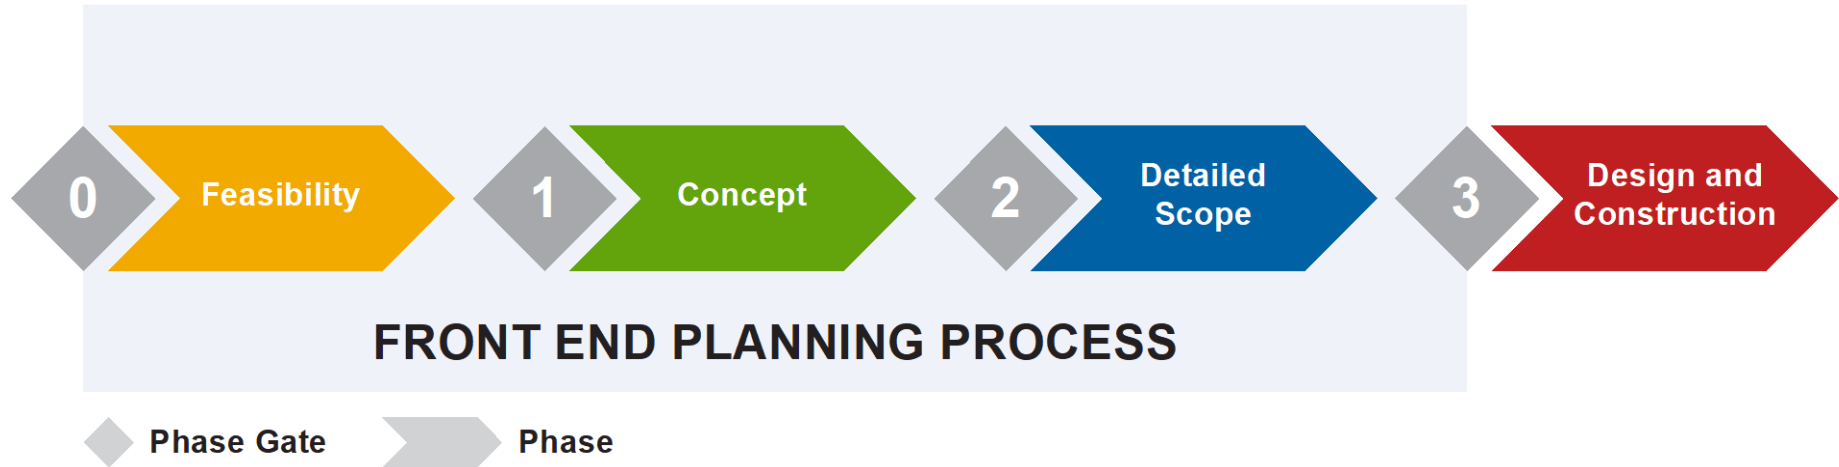 0
Feasibility
1
Concept
2
Detailed
Scope
3
Design and
Construction
FRONT END PLANNING PROCESS
Phase Gate
Phase